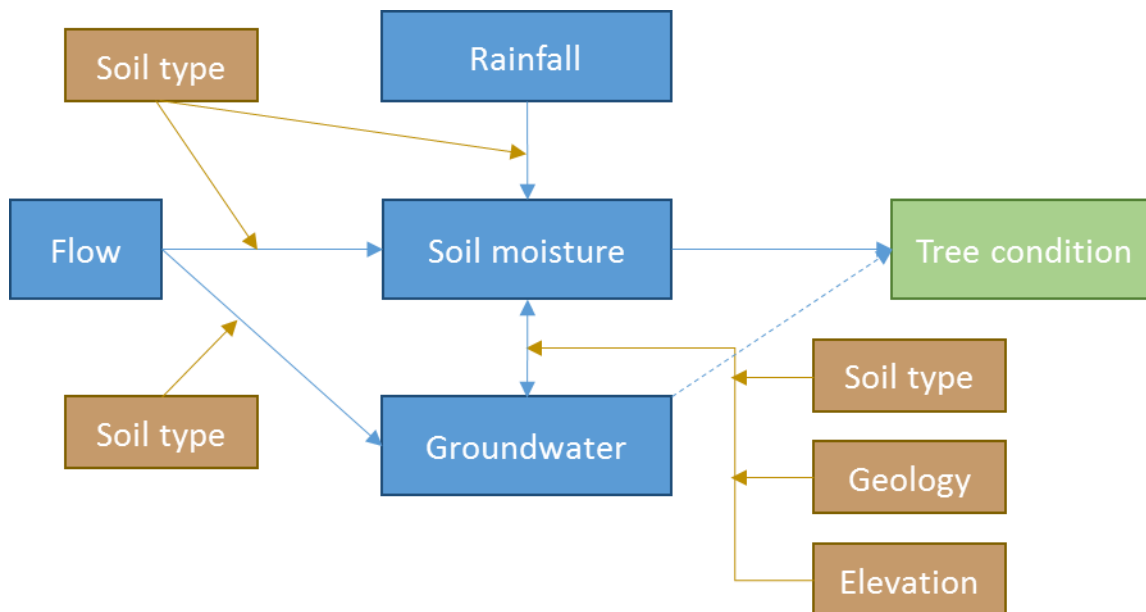 Soil type
Rainfall
Flow
Soil moisture
Tree condition
Soil type
Soil type
Groundwater
Geology
Elevation